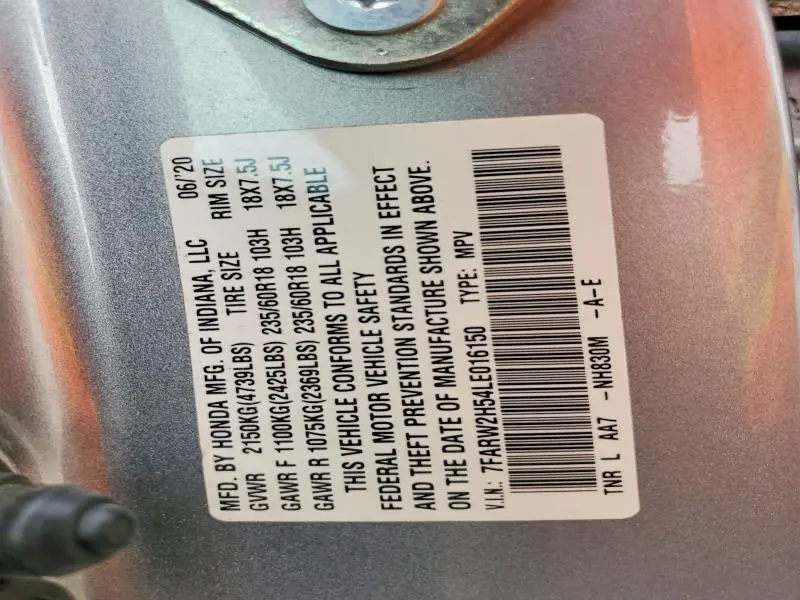 MFD. BY HONDA MFG. OF INDIANA, LLC 06/'20
GVWR 2150KG(4739LBS) TIRE SIZE RIM SIZE
GAWR F 1100KG(2425LBS) 235/60R18 103H 18X7.5J
GAWR R 1075KG(2369LBS) 235/60R18 103H 18X7.5J
THIS VEHICLE CONFORMS TO ALL APPLICABLE
FEDERAL MOTOR VEHICLE SAFETY
AND THEFT PREVENTION STANDARDS IN EFFECT
ON THE DATE OF MANUFACTURE SHOWN ABOVE.
V.I.N.: 7FARW2H54LE016150 TYPE: MPV
TNR L AA7 -NH830M -A-E